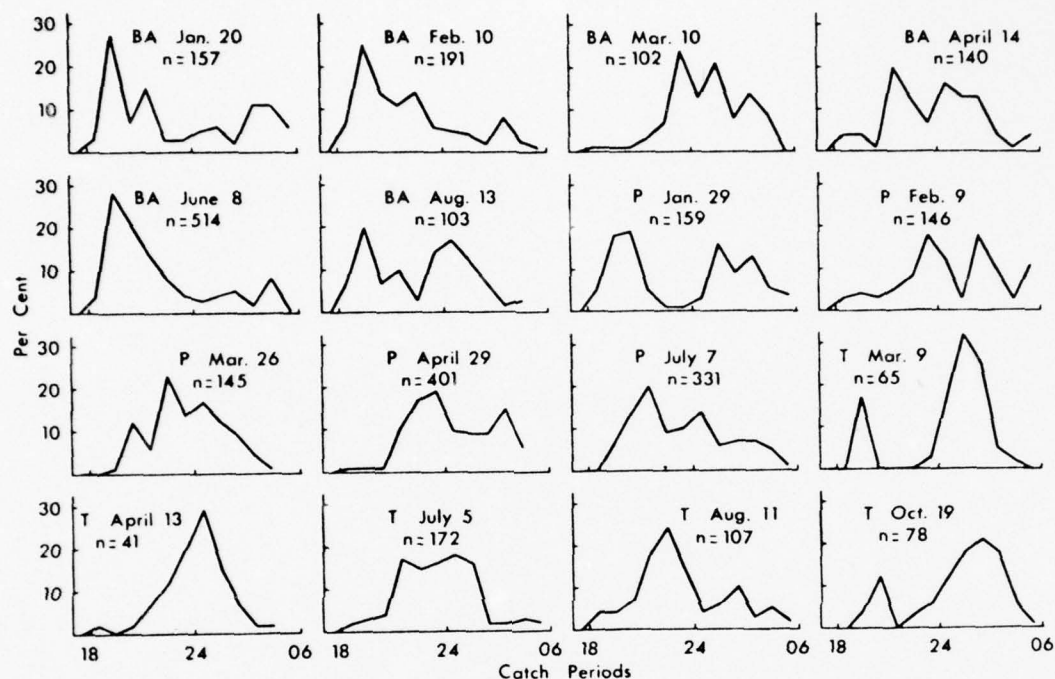 30
20
10
BA Jan. 20
n=157
BA Feb. 10
n=191
BA Mar. 10
n=102
BA April 14
n=140
30
20
10
BA June 8
n=514
BA Aug. 13
n=103
P Jan. 29
n=159
P Feb. 9
n=146
Per Cent
30
20
10
P Mar. 26
n=145
P April 29
n=401
P July 7
n=331
T Mar. 9
n=65
18
24
06
30
20
10
T April 13
n=41
T July 5
n=172
T Aug. 11
n=107
T Oct. 19
n=78
18 06 24 06 18 06 24 06
Catch Periods